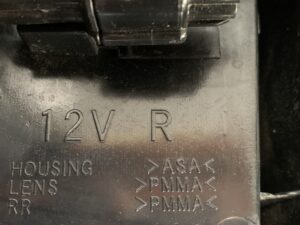 12V R
HOUSING >ASA<
LENS >PMMA<
RR >PMMA<